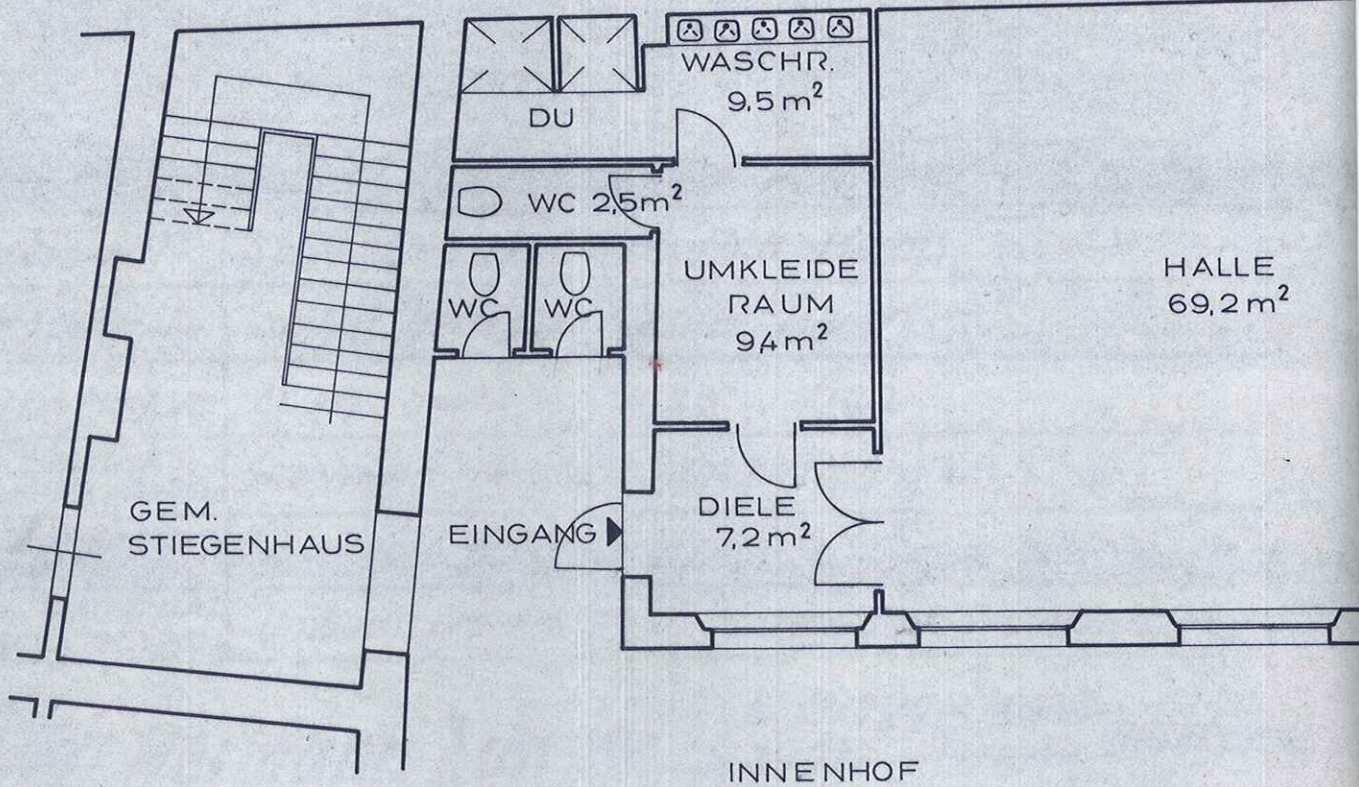 WASCHR.
9,5 m²
DU
WC 2,5m²
UMKLEIDE
RAUM
9,4 m²
HALLE
69,2 m²
WC
WC
GEM.
STIEGENHAUS
EINGANG
DIELE
7,2 m²
INNENHOF